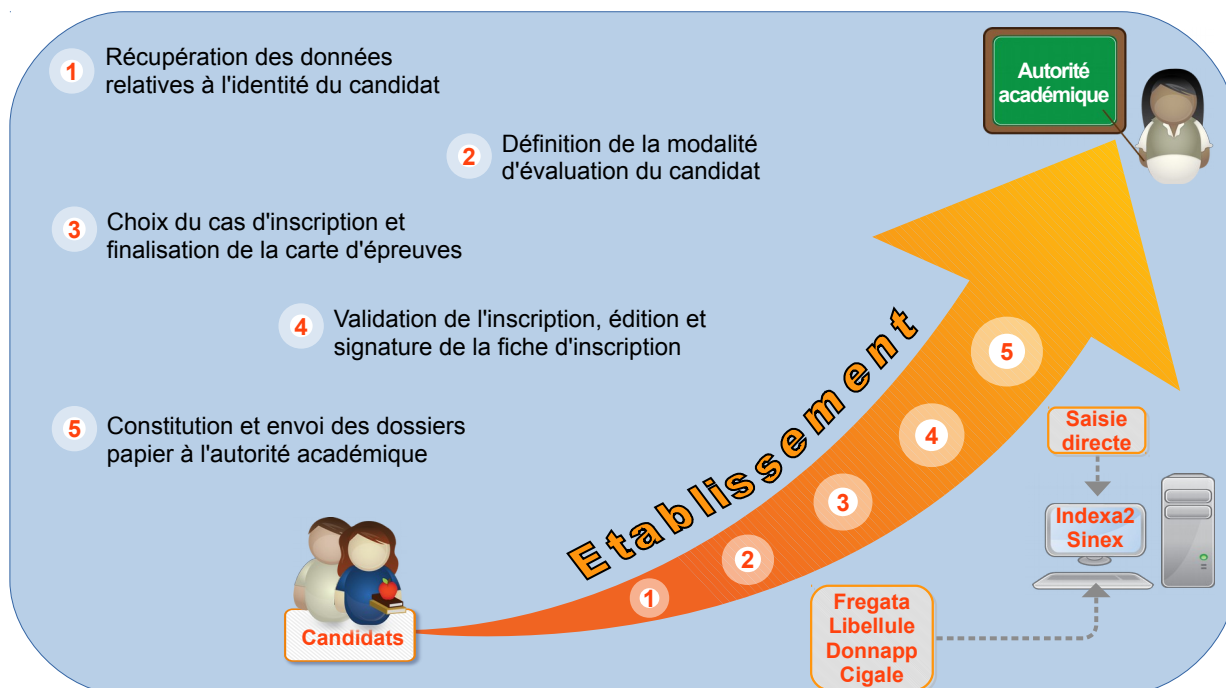 1
Récupération des données
relatives à l'identité du candidat
Autorité
académique
2
Définition de la modalité
d'évaluation du candidat
3
Choix du cas d'inscription et
finalisation de la carte d'épreuves
4
Validation de l'inscription, édition et
signature de la fiche d'inscription
5
Constitution et envoi des dossiers
papier à l'autorité académique
Etablissement
5
4
3
2
1
Candidats
Saisie
directe
Indexa2
Sinex
Fregata
Libellule
Donnapp
Cigale